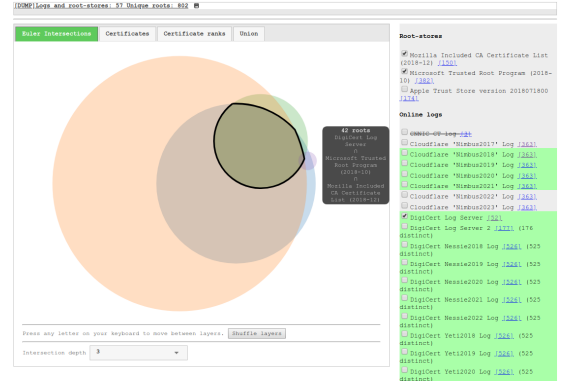 [DUMP]Logs and root-stores: 57 Unique roots: 802
Euler Intersections
Certificates
Certificate ranks
Union
42 roots
DigiCert Log
Server
∩
Microsoft Trusted
Root Program
(2018-10)
∩
Mozilla Included
CA Certificate
List (2018-12)
Press any letter on your keyboard to move between layers. Shuffle layers
Intersection depth 3
Root-stores
Mozilla Included CA Certificate List
(2018-12) [150]
Microsoft Trusted Root Program (2018-
10) [382]
Apple Trust Store version 2018071800
[174]
Online logs
CNNIC CT log [3]
Cloudflare 'Nimbus2017' Log [363]
Cloudflare 'Nimbus2018' Log [363]
Cloudflare 'Nimbus2019' Log [363]
Cloudflare 'Nimbus2020' Log [363]
Cloudflare 'Nimbus2021' Log [363]
Cloudflare 'Nimbus2022' Log [363]
Cloudflare 'Nimbus2023' Log [363]
DigiCert Log Server [52]
DigiCert Log Server 2 [177] (176
distinct)
DigiCert Nessie2018 Log [526] (525
distinct)
DigiCert Nessie2019 Log [526] (525
distinct)
DigiCert Nessie2020 Log [526] (525
distinct)
DigiCert Nessie2021 Log [526] (525
distinct)
DigiCert Nessie2022 Log [526] (525
distinct)
DigiCert Yeti2018 Log [526] (525
distinct)
DigiCert Yeti2019 Log [526] (525
distinct)
DigiCert Yeti2020 Log [526] (525
distinct)